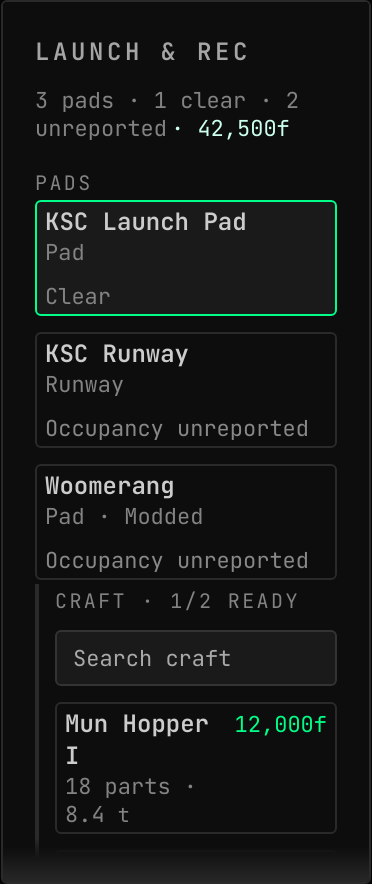 LAUNCH & REC
3 pads · 1 clear · 2
unreported · 42,500f
PADS
KSC Launch Pad
Pad
Clear
KSC Runway
Runway
Occupancy unreported
Woomerang
Pad · Modded
Occupancy unreported
CRAFT · 1/2 READY
Search craft
Mun Hopper 12,000f
I
18 parts ·
8.4 t